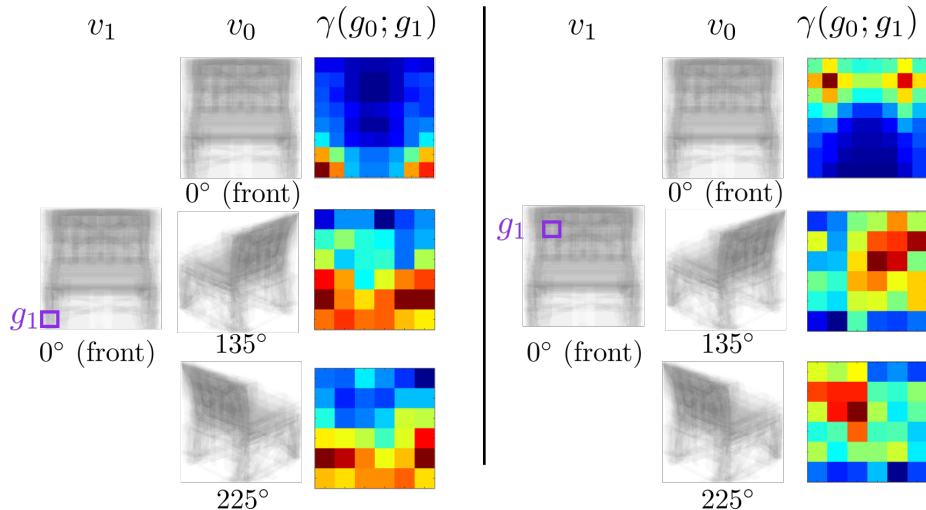 v₁ v₀ γ(g₀; g₁)
0° (front)
g₁
0° (front)
135°
225°
v₁ v₀ γ(g₀; g₁)
0° (front)
g₁
0° (front)
135°
225°